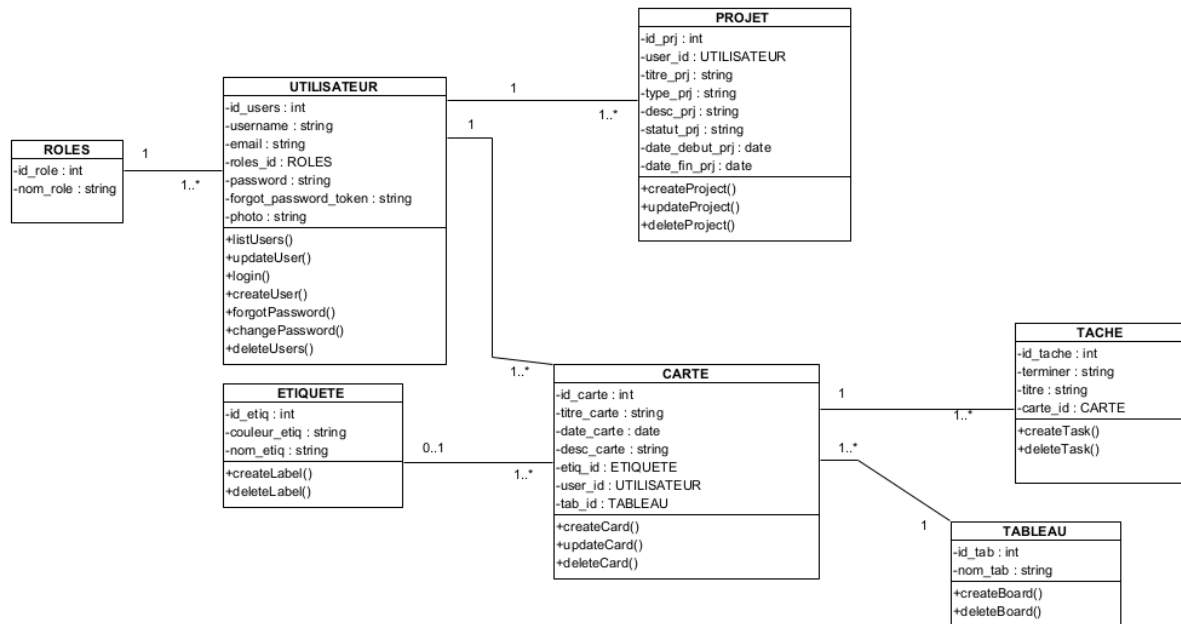 PROJET
-id_prj : int
-user_id : UTILISATEUR
-titre_prj : string
-type_prj : string
-desc_prj : string
-statut_prj : string
-date_debut_prj : date
-date_fin_prj : date
+createProject()
+updateProject()
+deleteProject()
UTILISATEUR
-id_users : int
-username : string
-email : string
-roles_id : ROLES
-password : string
-forgot_password_token : string
-photo : string
+listUsers()
+updateUser()
+login()
+createUser()
+forgotPassword()
+changePassword()
+deleteUsers()
1
1..*
1
1..*
ROLES
-id_role : int
-nom_role : string
1
1..*
ETIQUETE
-id_etiq : int
-couleur_etiq : string
-nom_etiq : string
+createLabel()
+deleteLabel()
0..1
1..*
CARTE
-id_carte : int
-titre_carte : string
-date_carte : date
-desc_carte : string
-etiq_id : ETIQUETE
-user_id : UTILISATEUR
-tab_id : TABLEAU
+createCard()
+updateCard()
+deleteCard()
1
1..*
1..*
1
TACHE
-id_tache : int
-terminer : string
-titre : string
-carte_id : CARTE
+createTask()
+deleteTask()
TABLEAU
-id_tab : int
-nom_tab : string
+createBoard()
+deleteBoard()